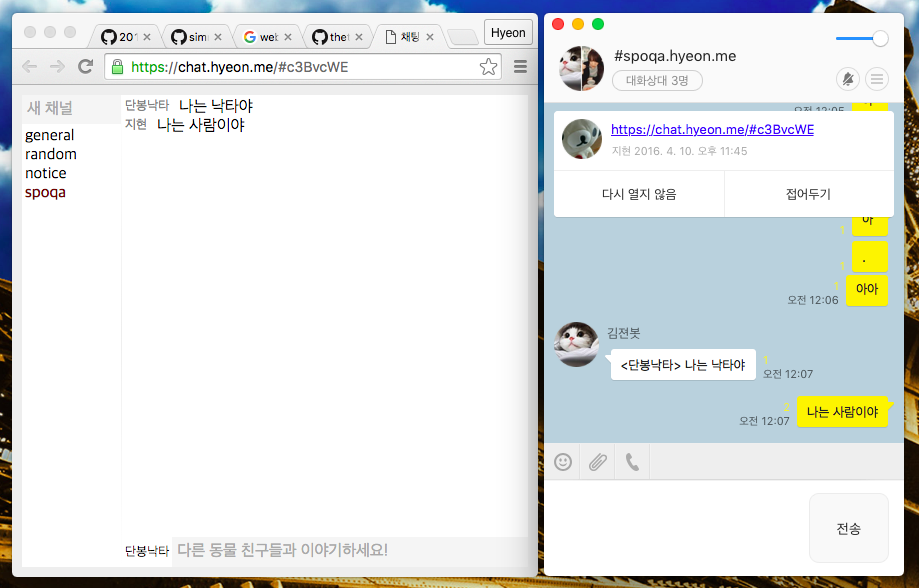 201
sim
web
thet
채팅
Hyeon
https://chat.hyeon.me/#c3BvcWE
새 채널
general
random
notice
spoqa
단봉낙타 나는 낙타야
지현 나는 사람이야
단봉낙타 다른 동물 친구들과 이야기하세요!
#spoqa.hyeon.me
대화상대 3명
오전 12:05
https://chat.hyeon.me/#c3BvcWE
지현 2016. 4. 10. 오후 11:45
다시 열지 않음
접어두기
1
아
1
.
1
아아
오전 12:06
김젼봇
<단봉낙타> 나는 낙타야
1
오전 12:07
2
나는 사람이야
오전 12:07
전송